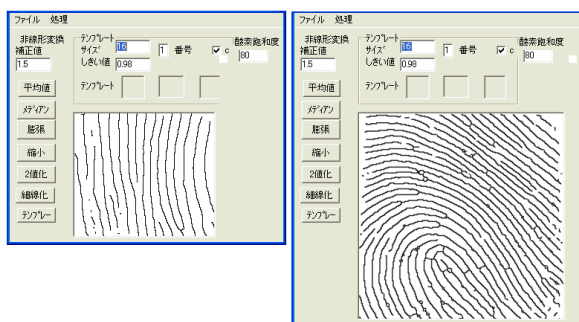 ファイル 処理
非線形変換
補正値
1.5
テンプレート
サイズ 16
1 番号
c
酸素飽和度
80
しきい値 0.98
テンプレート
平均値
メディアン
膨張
縮小
2値化
細線化
テンプレー
ファイル 処理
非線形変換
補正値
1.5
テンプレート
サイズ 16
1 番号
c
酸素飽和度
80
しきい値 0.98
テンプレート
平均値
メディアン
膨張
縮小
2値化
細線化
テンプレー